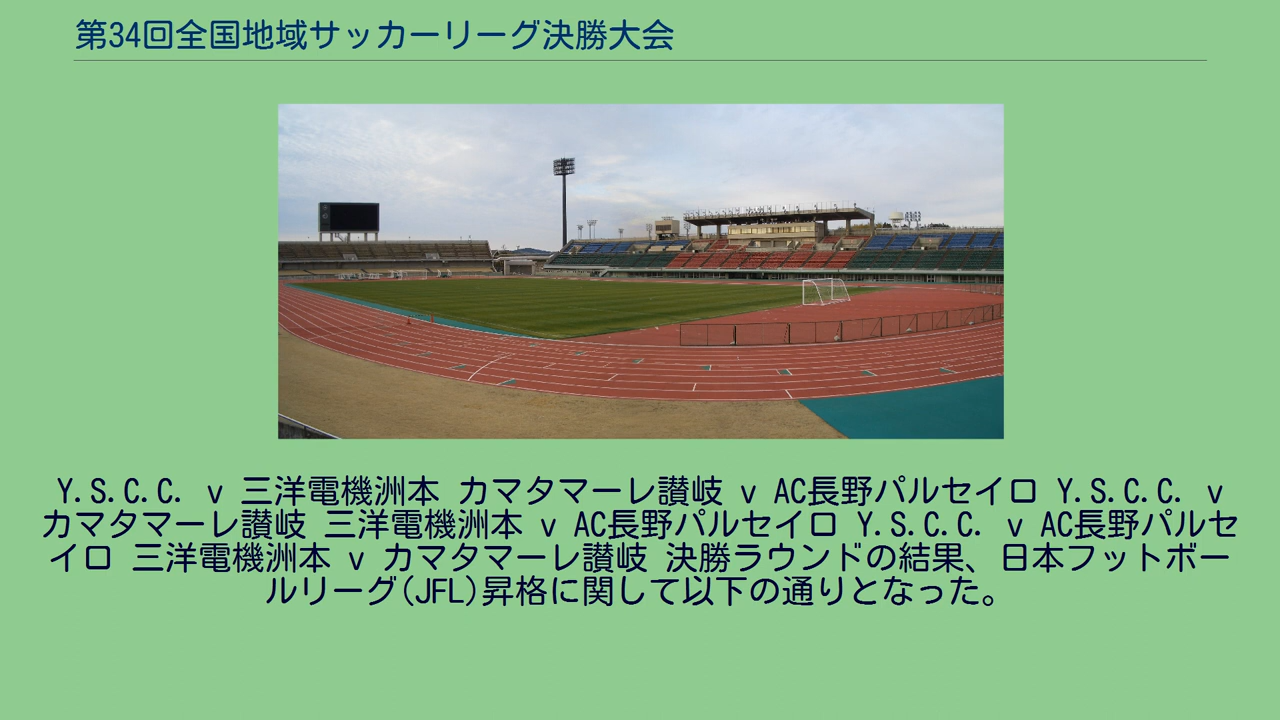 第34回全国地域サッカーリーグ決勝大会
Y.S.C.C. v 三洋電機洲本 カマタマーレ讃岐 v AC長野パルセイロ Y.S.C.C. v
カマタマーレ讃岐 三洋電機洲本 v AC長野パルセイロ Y.S.C.C. v AC長野パルセ
イロ 三洋電機洲本 v カマタマーレ讃岐 決勝ラウンドの結果、日本フットボー
ルリーグ(JFL)昇格に関して以下の通りとなった。